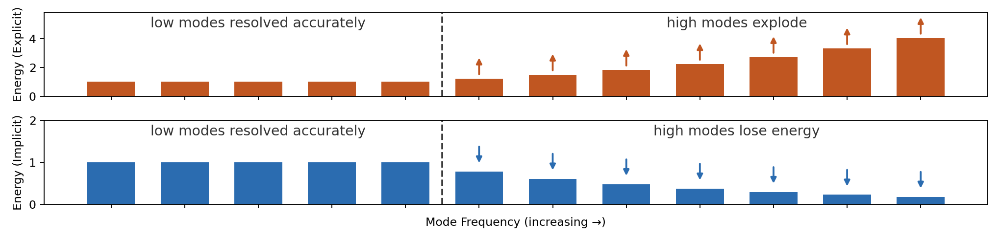 Energy (Explicit)
4
2
0
low modes resolved accurately
high modes explode
Energy (Implicit)
2
1
0
low modes resolved accurately
high modes lose energy
Mode Frequency (increasing →)